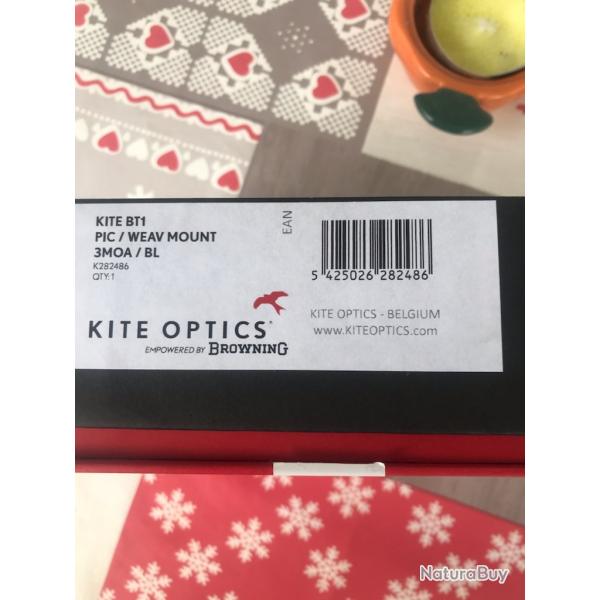 KITE BT1
PIC / WEAV MOUNT
3MOA / BL
K282486
QTY:1
EAN
5 425026 282486
KITE OPTICS®
EMPOWERED BY BROWNING
KITE OPTICS - BELGIUM
www.KITEOPTICS.com
NaturaBuy